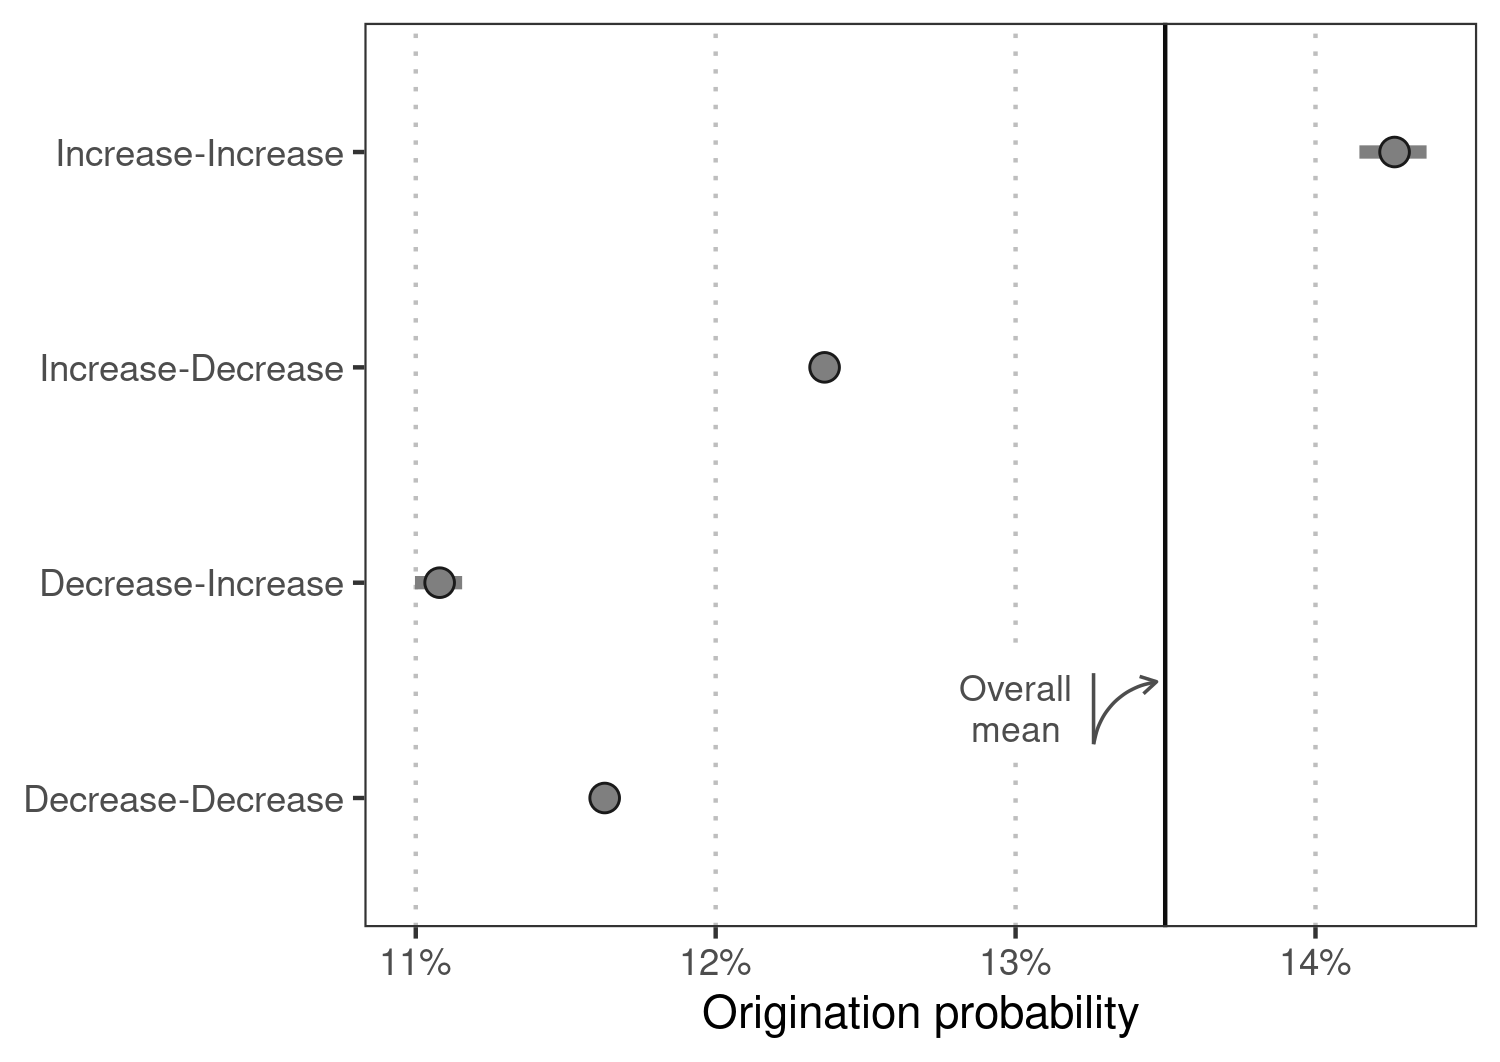 Increase-Increase
Increase-Decrease
Decrease-Increase
Overall
mean
Decrease-Decrease
11%
12%
13%
14%
Origination probability